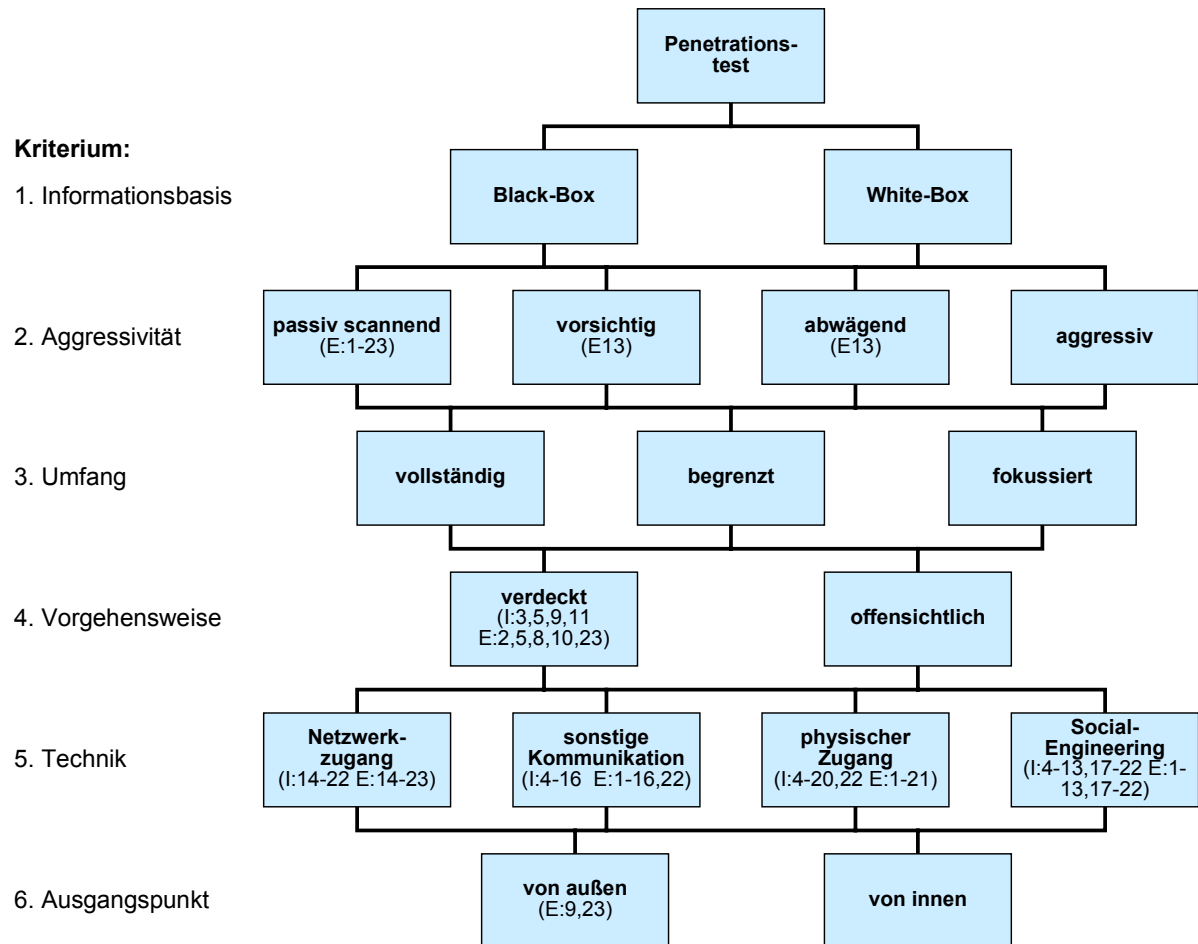 Penetrations-
test
Kriterium:
1. Informationsbasis
Black-Box
White-Box
2. Aggressivität
passiv scannend
(E:1-23)
vorsichtig
(E13)
abwägend
(E13)
aggressiv
3. Umfang
vollständig
begrenzt
fokussiert
4. Vorgehensweise
verdeckt
(I:3,5,9,11
E:2,5,8,10,23)
offensichtlich
5. Technik
Netzwerk-
zugang
(I:14-22 E:14-23)
sonstige
Kommunikation
(I:4-16 E:1-16,22)
physischer
Zugang
(I:4-20,22 E:1-21)
Social-
Engineering
(I:4-13,17-22 E:1-
13,17-22)
6. Ausgangspunkt
von außen
(E:9,23)
von innen